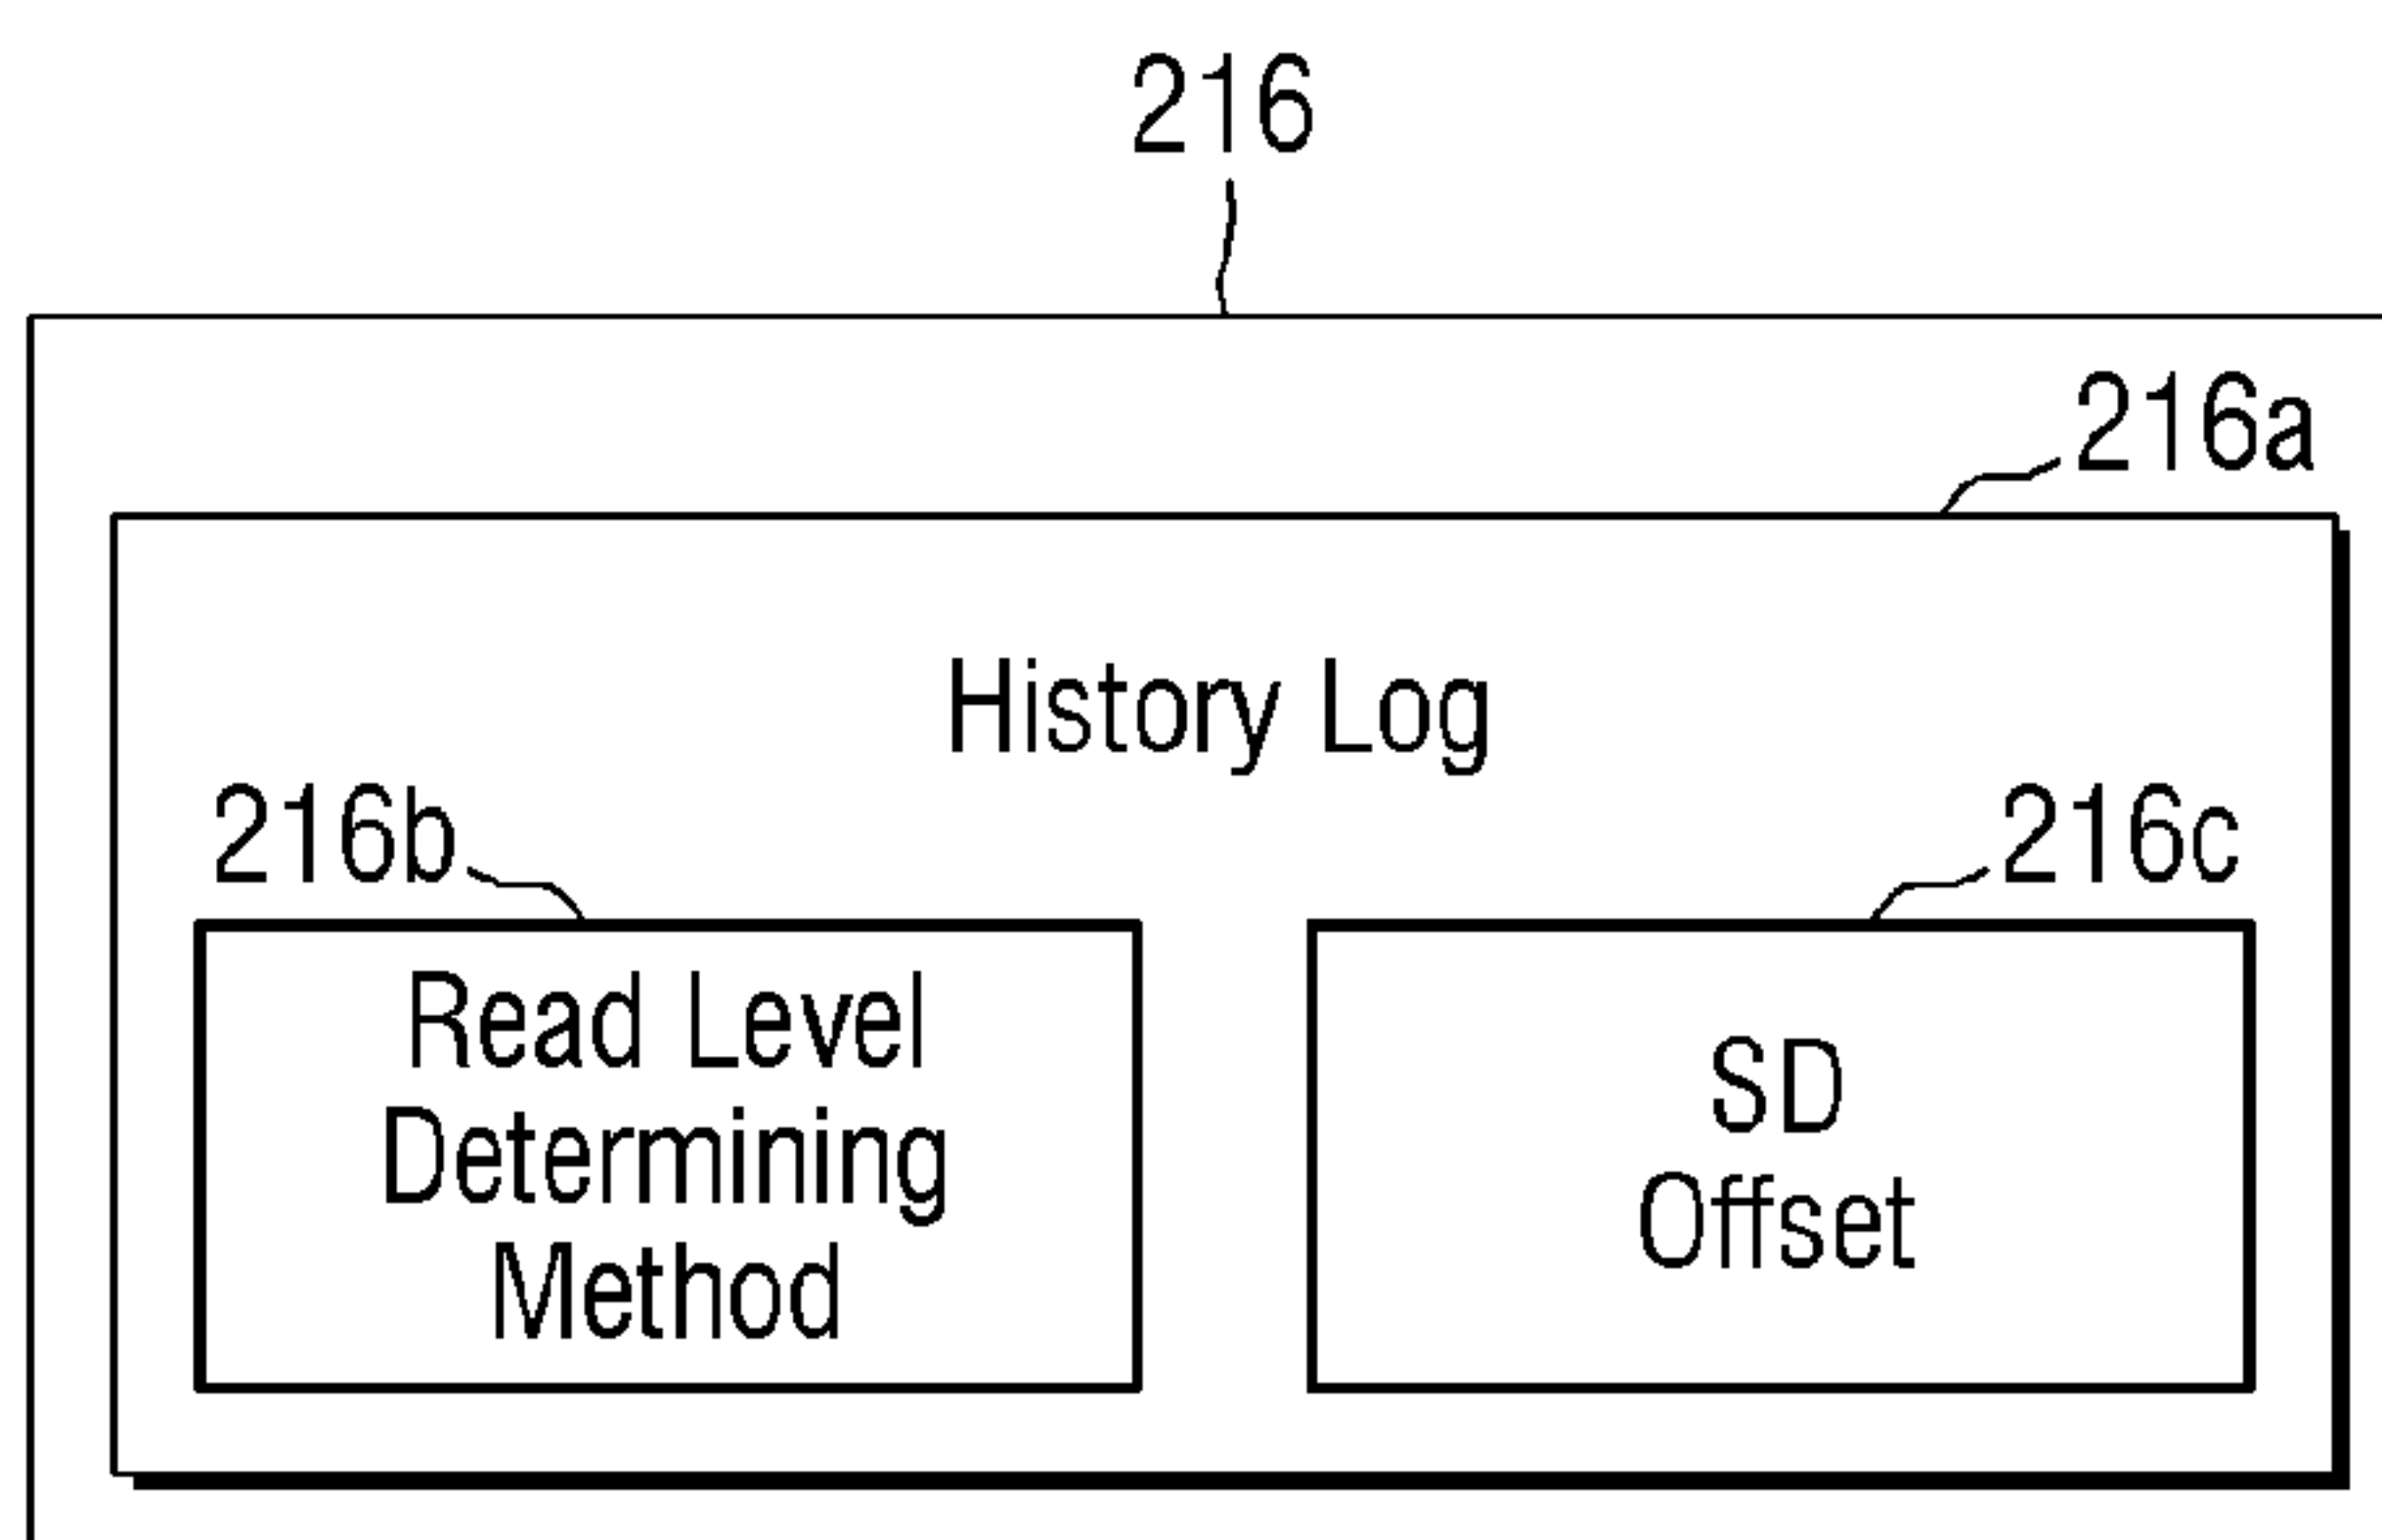 216
216a
History Log
216b
216c
Read Level
Determining
Method
SD
Offset